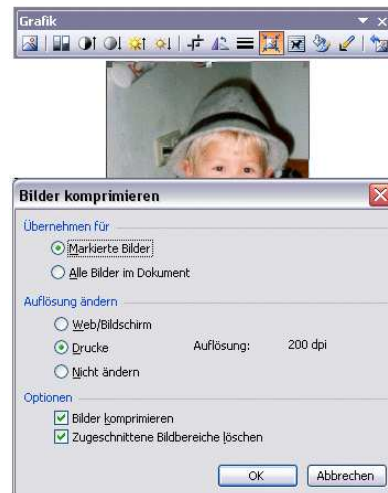 Grafik
Bilder komprimieren
Übernehmen für
Markierte Bilder
Alle Bilder im Dokument
Auflösung ändern
Web/Bildschirm
Drucke Auflösung: 200 dpi
Nicht ändern
Optionen
Bilder komprimieren
Zugeschnittene Bildbereiche löschen
OK Abbrechen